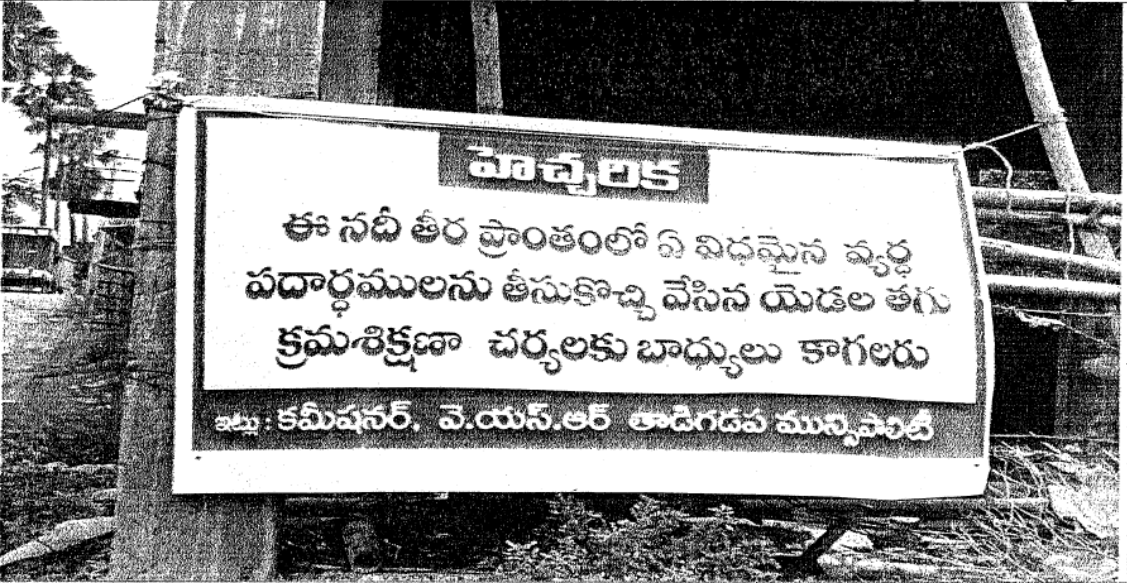 హెచ్చరిక
ఈ నదీ తీర ప్రాంతంలో ఏ విధమైన వ్యర్ధ
పదార్ధములను తీసుకొచ్చి వేసిన యెడల తగు
క్రమశిక్షణా చర్యలకు బాధ్యులు కాగలరు
ఇట్లు : కమీషనర్, వె.యస్.ఆర్ తాడిగడప మున్సిపాలిటీ